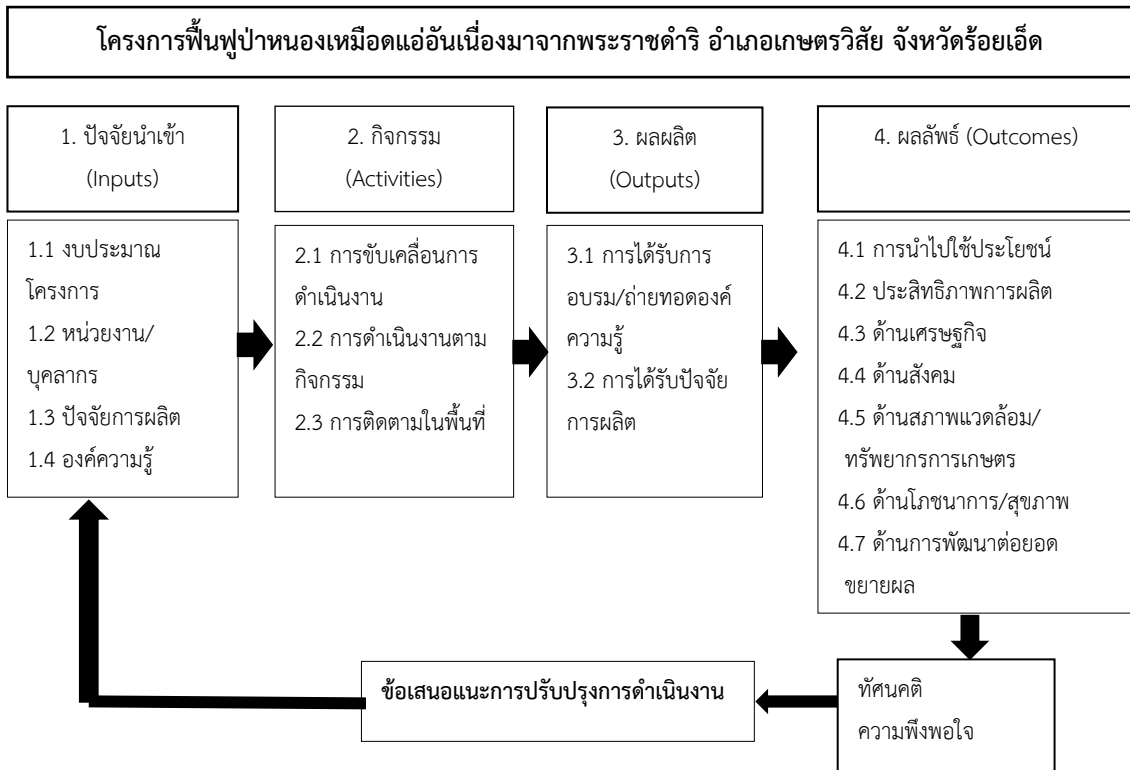 โครงการฟื้นฟูป่าหนองเหมือดแอ่อันเนื่องมาจากพระราชดำริ อำเภอเกษตรวิสัย จังหวัดร้อยเอ็ด
1. ปัจจัยนำเข้า
(Inputs)
2. กิจกรรม
(Activities)
3. ผลผลิต
(Outputs)
4. ผลลัพธ์ (Outcomes)
1.1 งบประมาณ
โครงการ
1.2 หน่วยงาน/
บุคลากร
1.3 ปัจจัยการผลิต
1.4 องค์ความรู้
2.1 การขับเคลื่อนการ
ดำเนินงาน
2.2 การดำเนินงานตาม
กิจกรรม
2.3 การติดตามในพื้นที่
3.1 การได้รับการ
อบรม/ถ่ายทอดองค์
ความรู้
3.2 การได้รับปัจจัย
การผลิต
4.1 การนำไปใช้ประโยชน์
4.2 ประสิทธิภาพการผลิต
4.3 ด้านเศรษฐกิจ
4.4 ด้านสังคม
4.5 ด้านสภาพแวดล้อม/
ทรัพยากรการเกษตร
4.6 ด้านโภชนาการ/สุขภาพ
4.7 ด้านการพัฒนาต่อยอด
ขยายผล
ข้อเสนอแนะการปรับปรุงการดำเนินงาน
ทัศนคติ
ความพึงพอใจ